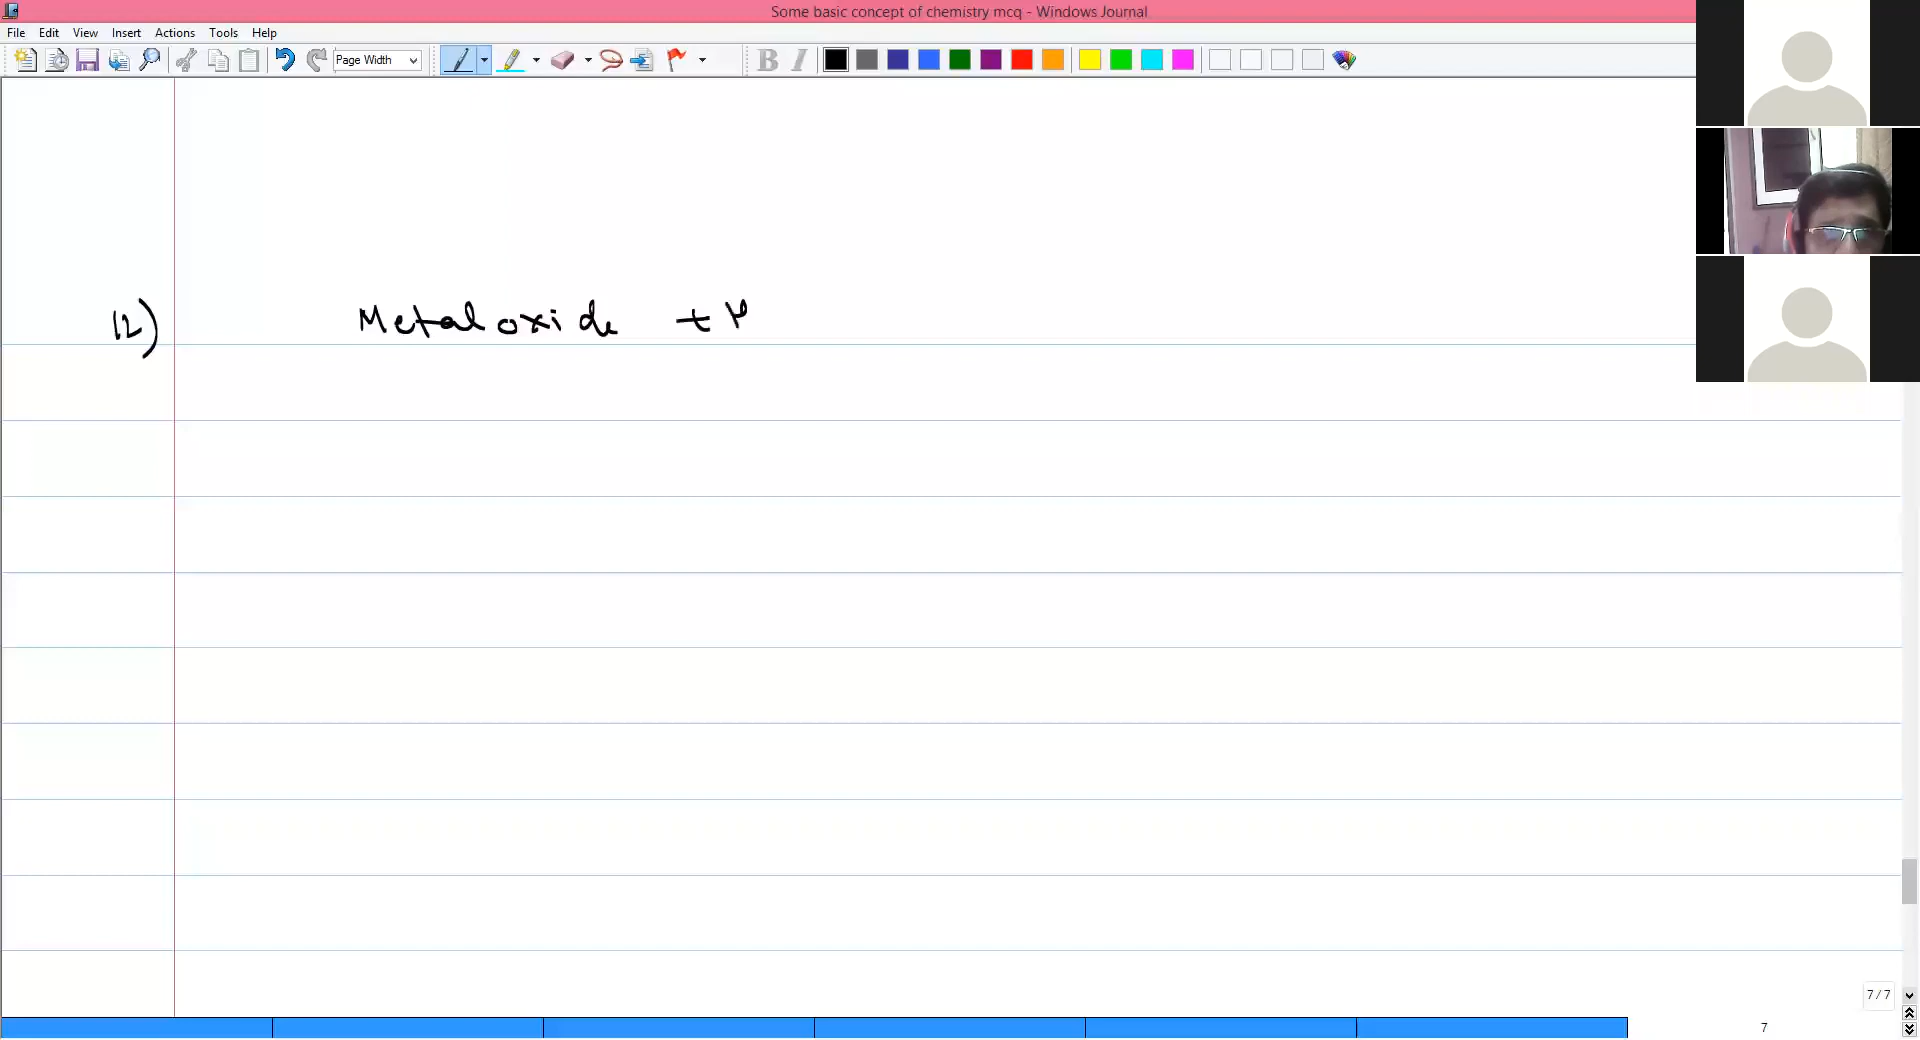 Some basic concept of chemistry mcq - Windows Journal
File Edit View Insert Actions Tools Help
Page Width B I
12) Metal oxide +
7 / 7
7